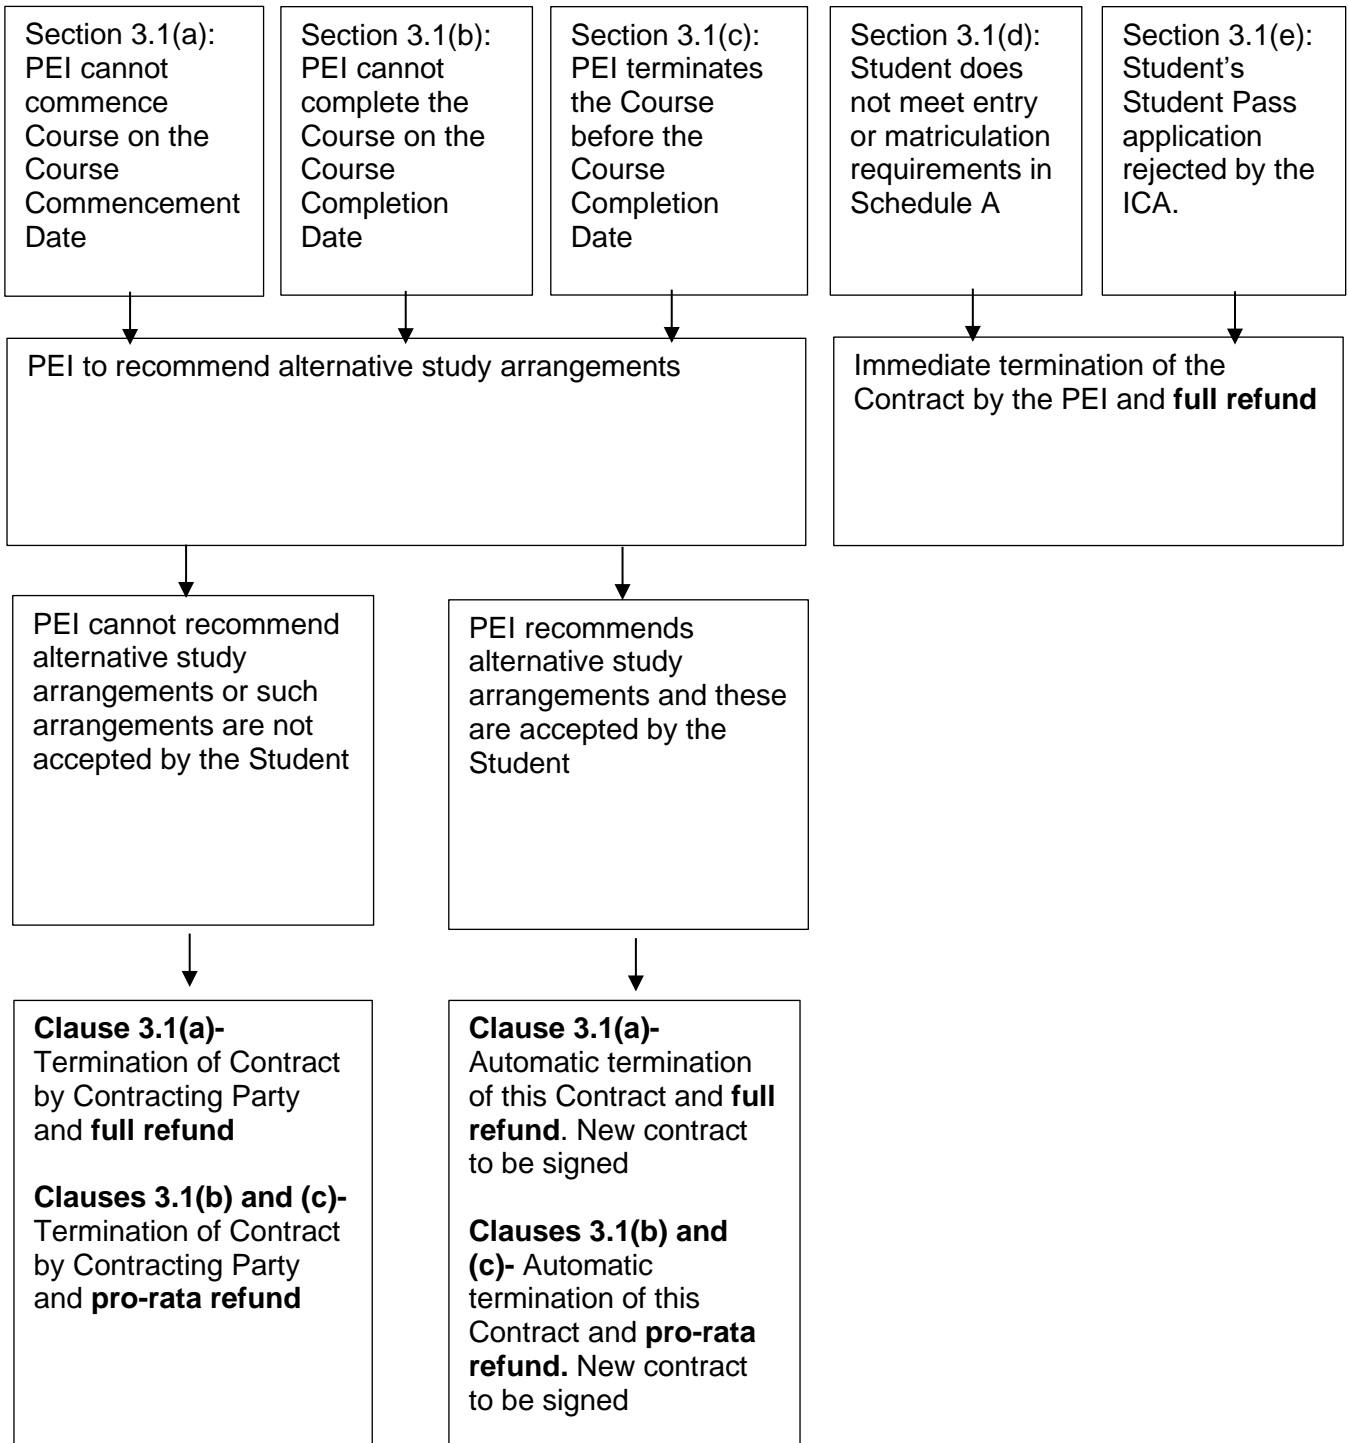 Section 3.1(a):
PEI cannot
commence
Course on the
Course
Commencement
Date
Section 3.1(b):
PEI cannot
complete the
Course on the
Course
Completion
Date
Section 3.1(c):
PEI terminates
the Course
before the
Course
Completion
Date
Section 3.1(d):
Student does
not meet entry
or matriculation
requirements in
Schedule A
Section 3.1(e):
Student’s
Student Pass
application
rejected by the
ICA.
PEI to recommend alternative study arrangements
Immediate termination of the
Contract by the PEI and full refund
PEI cannot recommend
alternative study
arrangements or such
arrangements are not
accepted by the Student
PEI recommends
alternative study
arrangements and these
are accepted by the
Student
Clause 3.1(a)-
Termination of Contract
by Contracting Party
and full refund
Clauses 3.1(b) and (c)-
Termination of Contract
by Contracting Party
and pro-rata refund
Clause 3.1(a)-
Automatic termination
of this Contract and full
refund. New contract
to be signed
Clauses 3.1(b) and
(c)- Automatic
termination of this
Contract and pro-rata
refund. New contract
to be signed